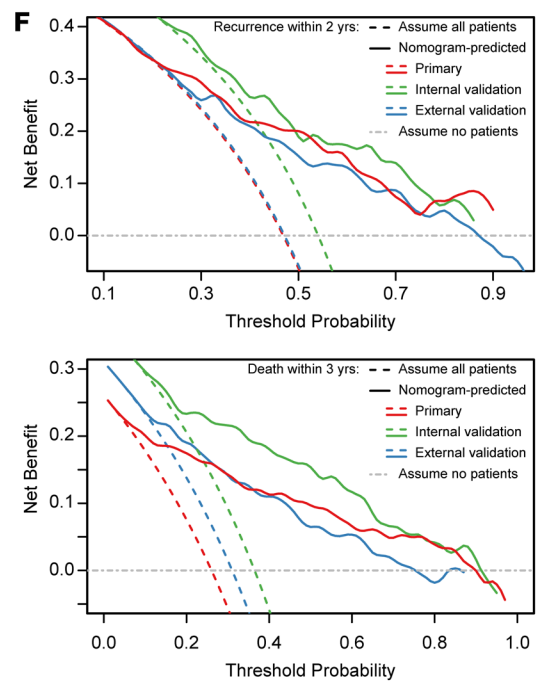 F
Recurrence within 2 yrs: Assume all patients
Nomogram-predicted
Primary
Internal validation
External validation
Assume no patients
Net Benefit
0.4
0.3
0.2
0.1
0.0
0.1 0.3 0.5 0.7 0.9
Threshold Probability
Death within 3 yrs: Assume all patients
Nomogram-predicted
Primary
Internal validation
External validation
Assume no patients
Net Benefit
0.3
0.2
0.1
0.0
0.0 0.2 0.4 0.6 0.8 1.0
Threshold Probability